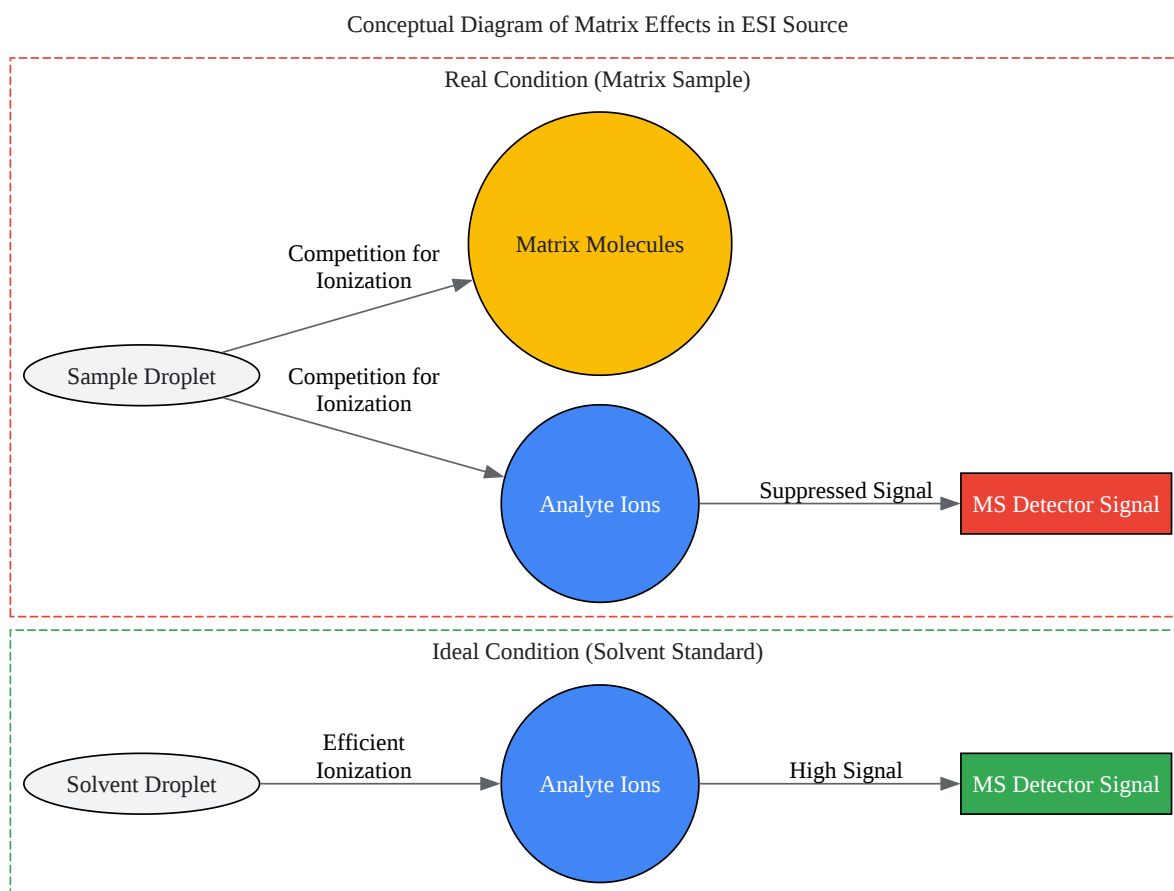 Conceptual Diagram of Matrix Effects in ESI Source
Real Condition (Matrix Sample)
Matrix Molecules
Competition for
Ionization
Sample Droplet
Competition for
Ionization
Analyte Ions
Suppressed Signal
MS Detector Signal
Ideal Condition (Solvent Standard)
Solvent Droplet
Efficient
Ionization
Analyte Ions
High Signal
MS Detector Signal